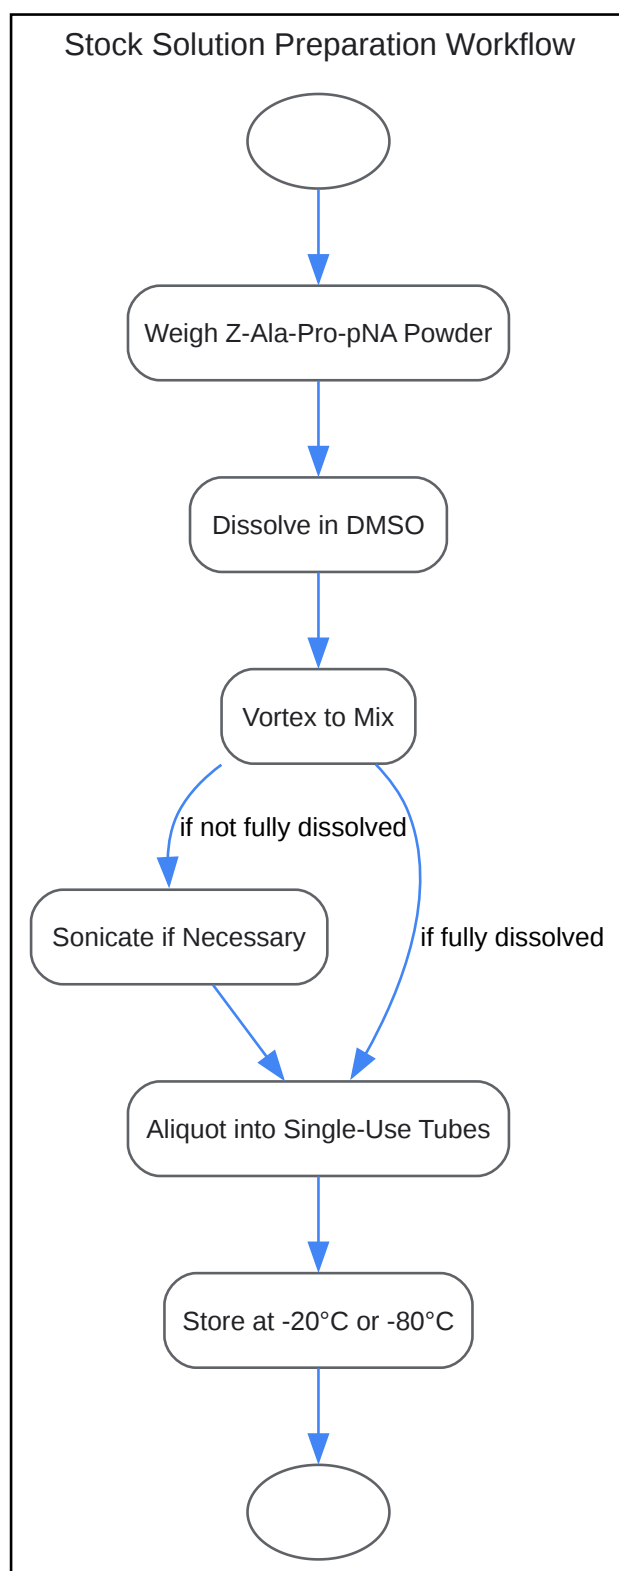 Stock Solution Preparation Workflow
Weigh Z-Ala-Pro-pNA Powder
Dissolve in DMSO
Vortex to Mix
if not fully dissolved
Sonicate if Necessary
if fully dissolved
Aliquot into Single-Use Tubes
Store at -20°C or -80°C